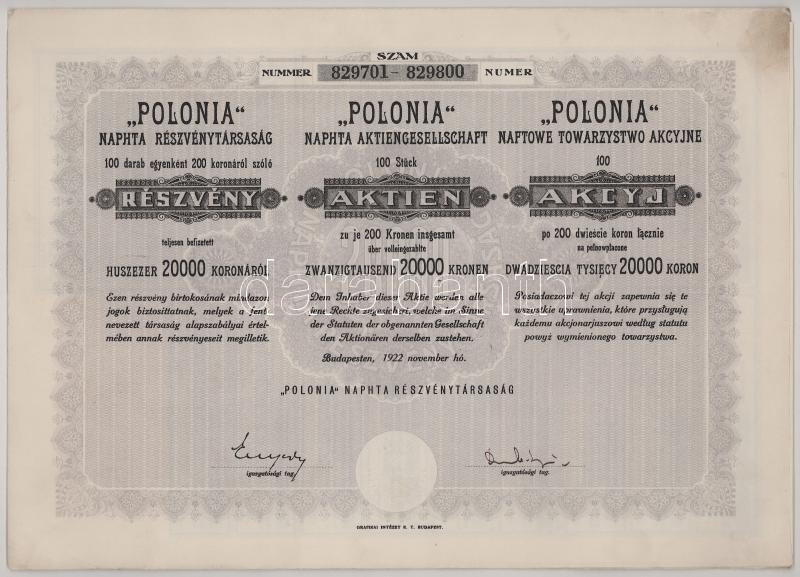 SZÁM
NUMMER 829701 - 829800 NUMER
„POLONIA“
NAPHTA RÉSZVÉNYTÁRSASÁG
100 darab egyenként 200 koronáról szóló
RÉSZVÉNY
teljesen befizetett
HUSZEZER 20000 KORONÁRÓL
Ezen részvény birtokosának mindazon
jogok biztosíttatnak, melyek a fent
nevezett társaság alapszabályai értel-
mében annak részvényeseit megilletik.
„POLONIA“
NAPHTA AKTIENGESELLSCHAFT
100 Stück
AKTIEN
zu je 200 Kronen insgesamt
über volleingezahlte
ZWANZIGTAUSEND 20000 KRONEN
Dem Inhaber dieser Aktie werden alle
jene Rechte zugesichert, welche im Sinne
der Statuten der obgenannten Gesellschaft
den Aktionären derselben zustehen.
„POLONIA“
NAFTOWE TOWARZYSTWO AKCYJNE
100
AKCYJ
po 200 dwieście koron łącznie
na pełnowpłacone
DWADZIEŚCIA TYSIĘCY 20000 KORON
Posiadaczowi tej akcji zapewnia się te
wszystkie uprawnienia, które przysługują
każdemu akcjonarjuszowi według statutu
powyż wymienionego towarzystwa.
Budapesten, 1922 november hó.
„POLONIA“ NAPHTA RÉSZVÉNYTÁRSASÁG
igazgatósági tag.
igazgatósági tag.
GRAFIKAI INTÉZET R. T. BUDAPEST.
darabanth